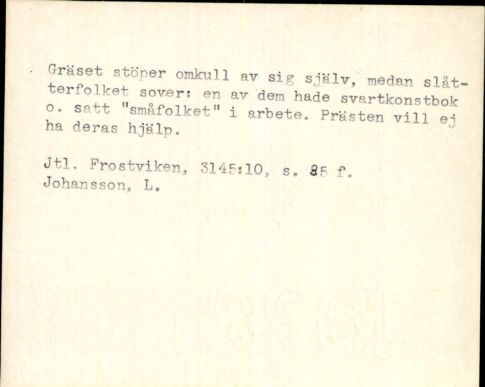 Gräset stöper omkull av sig själv, medan slåt-
terfolket sover: en av dem hade svartkonstbok
o. satt "småfolket" i arbete. Prästen vill ej
ha deras hjälp.
Jtl. Frostviken, 3145:10, s. 85 f.
Johansson, L.